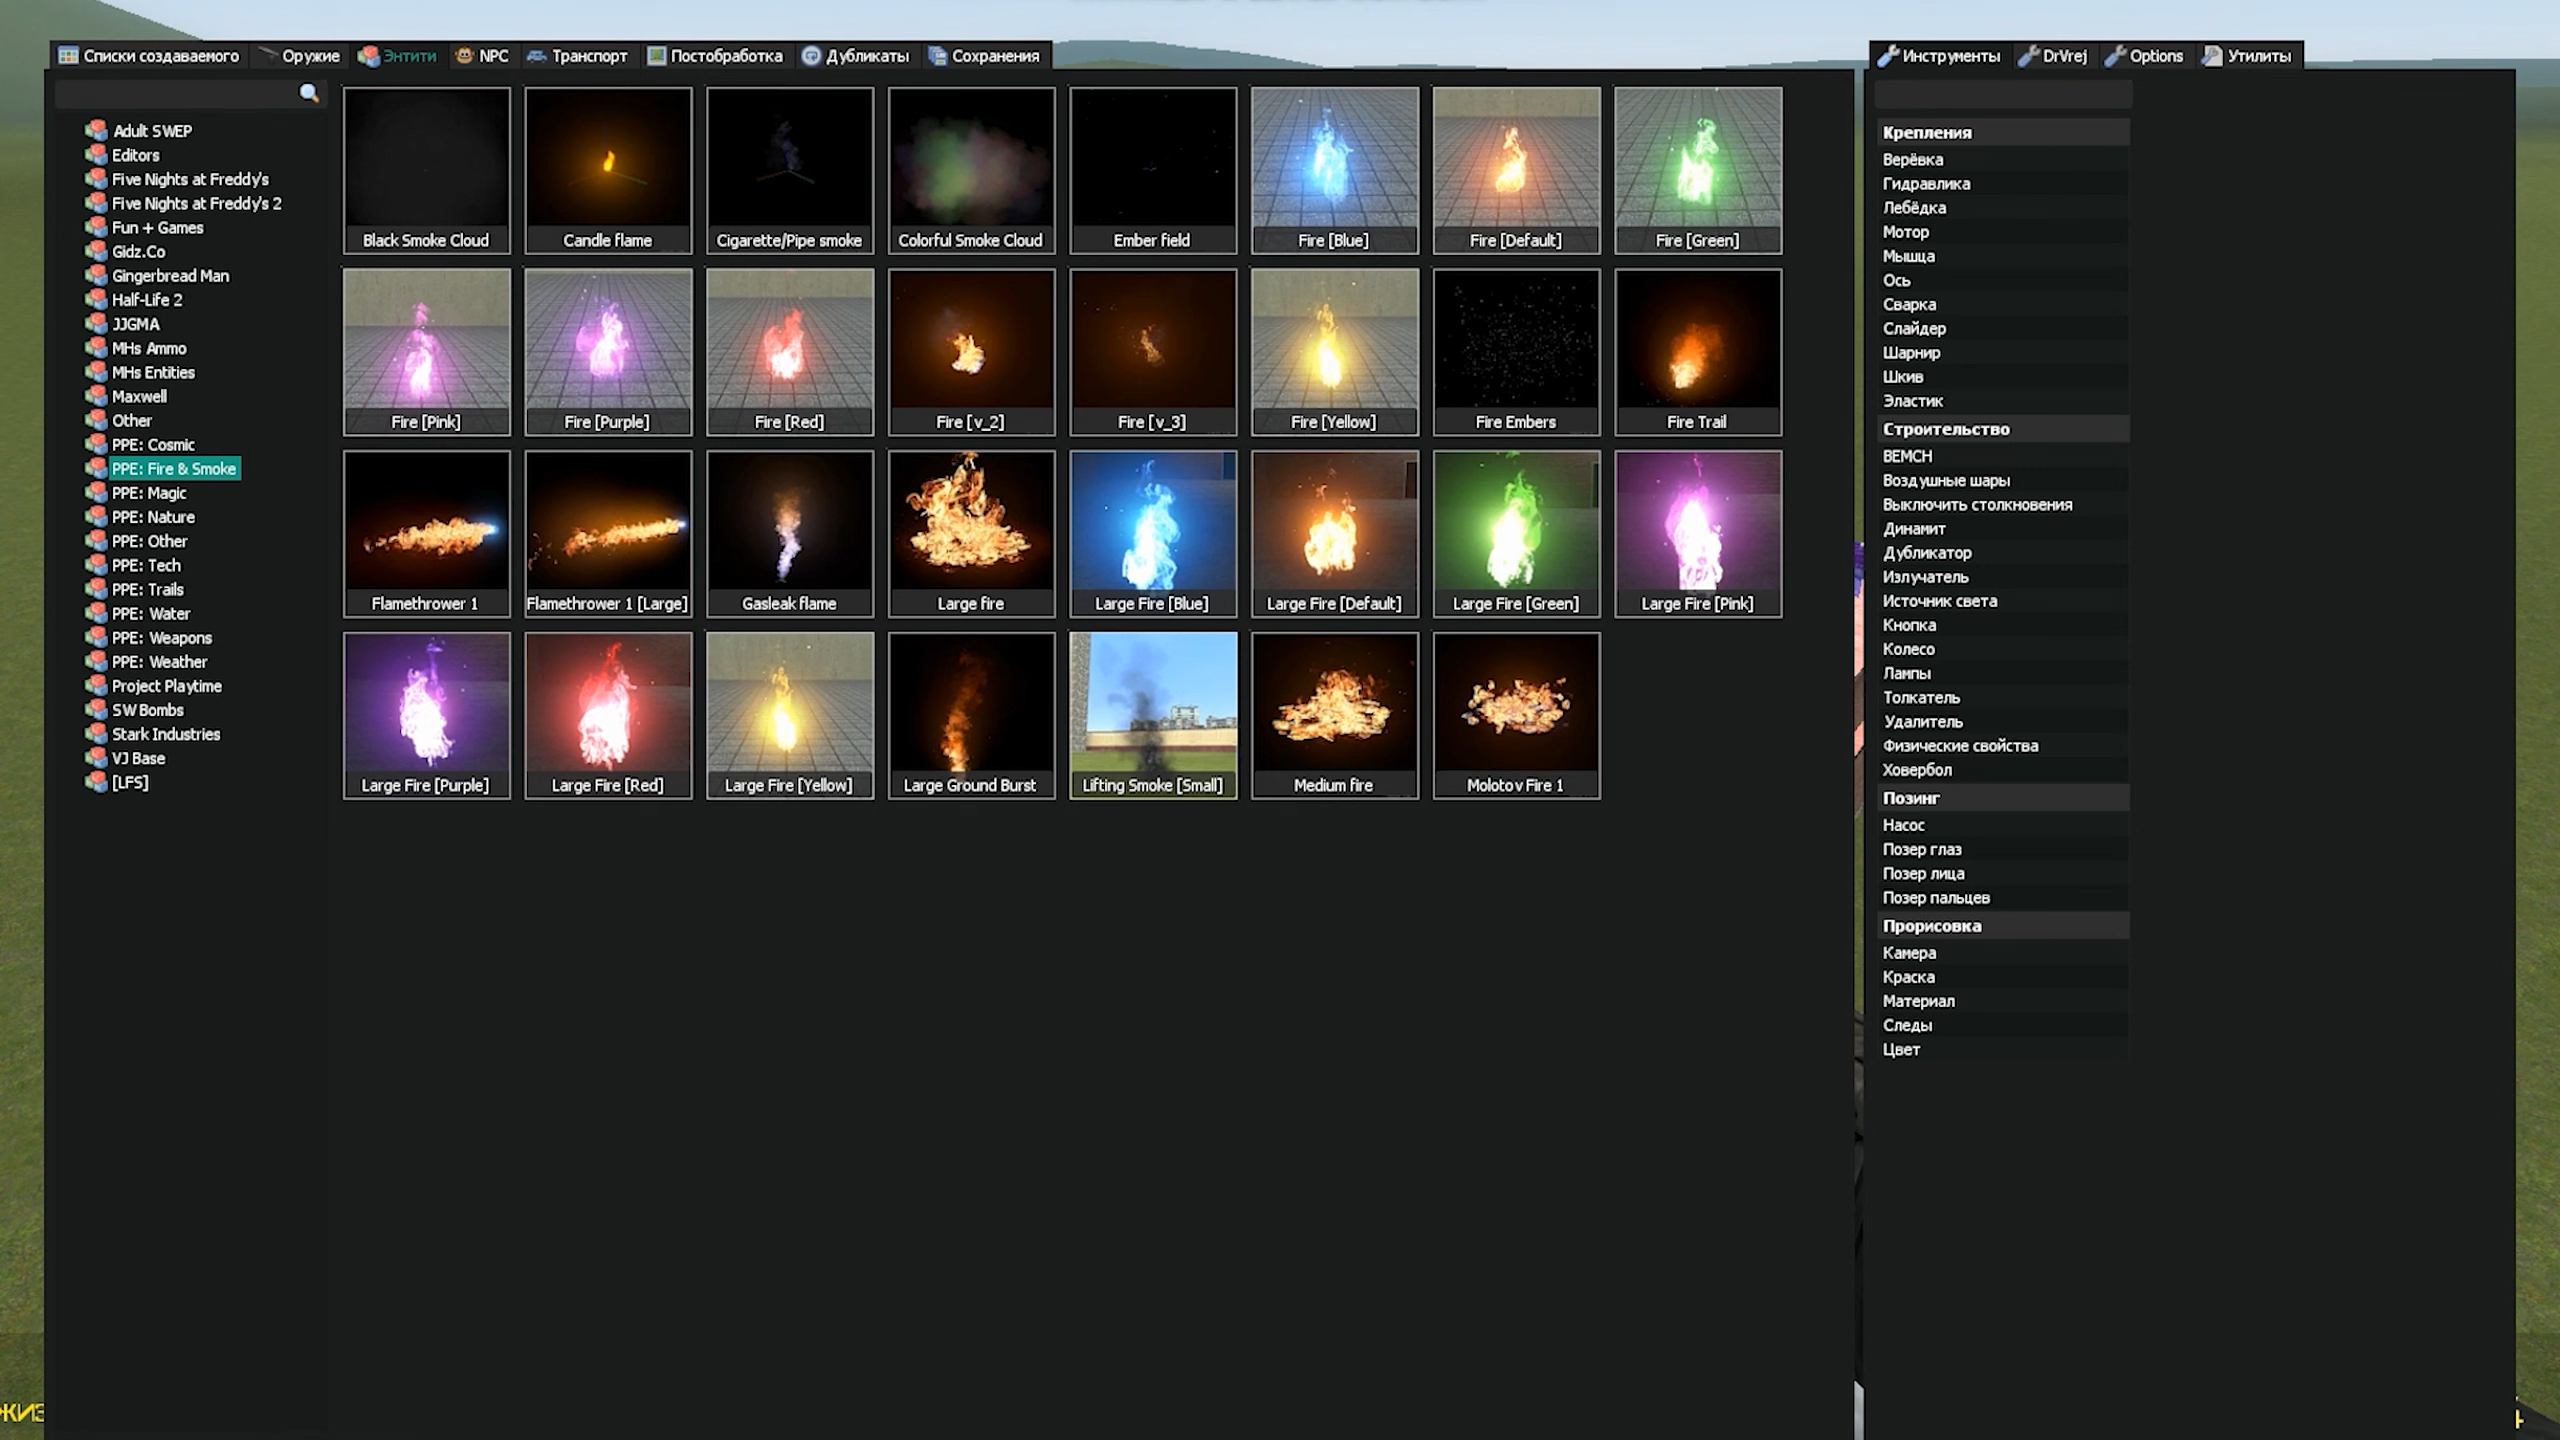 Списки создаваемого Оружие Энтити NPC Транспорт Постобработка Дубликаты Сохранения
Adult SWEP
Editors
Five Nights at Freddy's
Five Nights at Freddy's 2
Fun + Games
Gidz.Co
Gingerbread Man
Half-Life 2
JJGMA
MHs Ammo
MHs Entities
Maxwell
Other
PPE: Cosmic
PPE: Fire & Smoke
PPE: Magic
PPE: Nature
PPE: Other
PPE: Tech
PPE: Trails
PPE: Water
PPE: Weapons
PPE: Weather
Project Playtime
SW Bombs
Stark Industries
VJ Base
[LFS]
Black Smoke Cloud
Candle flame
Cigarette/Pipe smoke
Colorful Smoke Cloud
Ember field
Fire [Blue]
Fire [Default]
Fire [Green]
Fire [Pink]
Fire [Purple]
Fire [Red]
Fire [v_2]
Fire [v_3]
Fire [Yellow]
Fire Embers
Fire Trail
Flamethrower 1
Flamethrower 1 [Large]
Gasleak flame
Large fire
Large Fire [Blue]
Large Fire [Default]
Large Fire [Green]
Large Fire [Pink]
Large Fire [Purple]
Large Fire [Red]
Large Fire [Yellow]
Large Ground Burst
Lifting Smoke [Small]
Medium fire
Molotov Fire 1
Инструменты DrVrej Options Утилиты
Крепления
Верёвка
Гидравлика
Лебёдка
Мотор
Мышца
Ось
Сварка
Слайдер
Шарнир
Шкив
Эластик
Строительство
ВЕМСН
Воздушные шары
Выключить столкновения
Динамит
Дубликатор
Излучатель
Источник света
Кнопка
Колесо
Лампы
Толкатель
Удалитель
Физические свойства
Ховербол
Позинг
Насос
Позер глаз
Позер лица
Позер пальцев
Прорисовка
Камера
Краска
Материал
Следы
Цвет